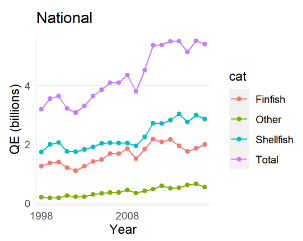 National
QE (billions)
4
2
0
1998
2008
Year
cat
Finfish
Other
Shellfish
Total